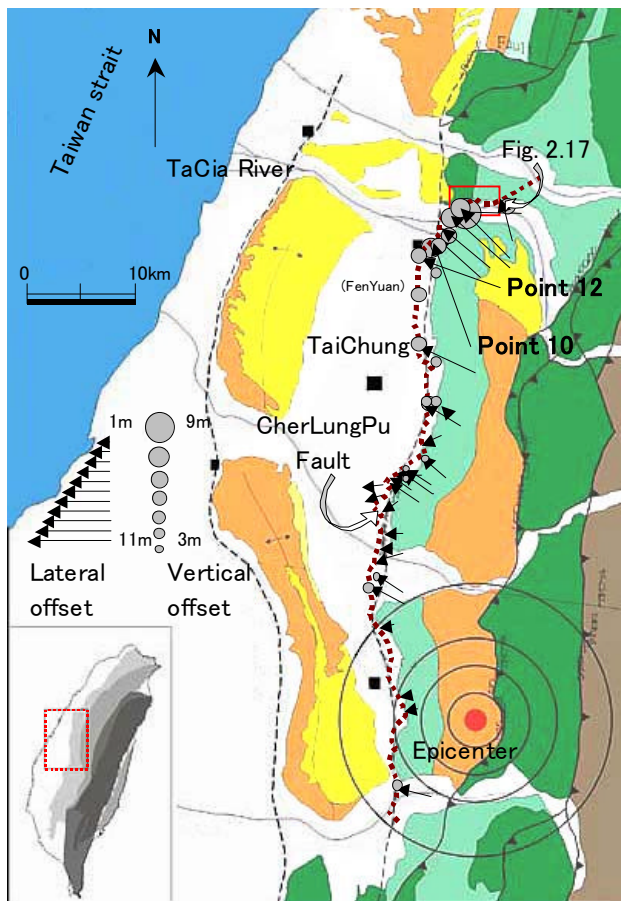 N
Taiwan strait
Fig. 2.17
TaCia River
0
10km
Point 12
(FenYuan)
TaiChung
Point 10
1m
9m
CherLungPu
Fault
11m
3m
Lateral
offset
Vertical
offset
Epicenter